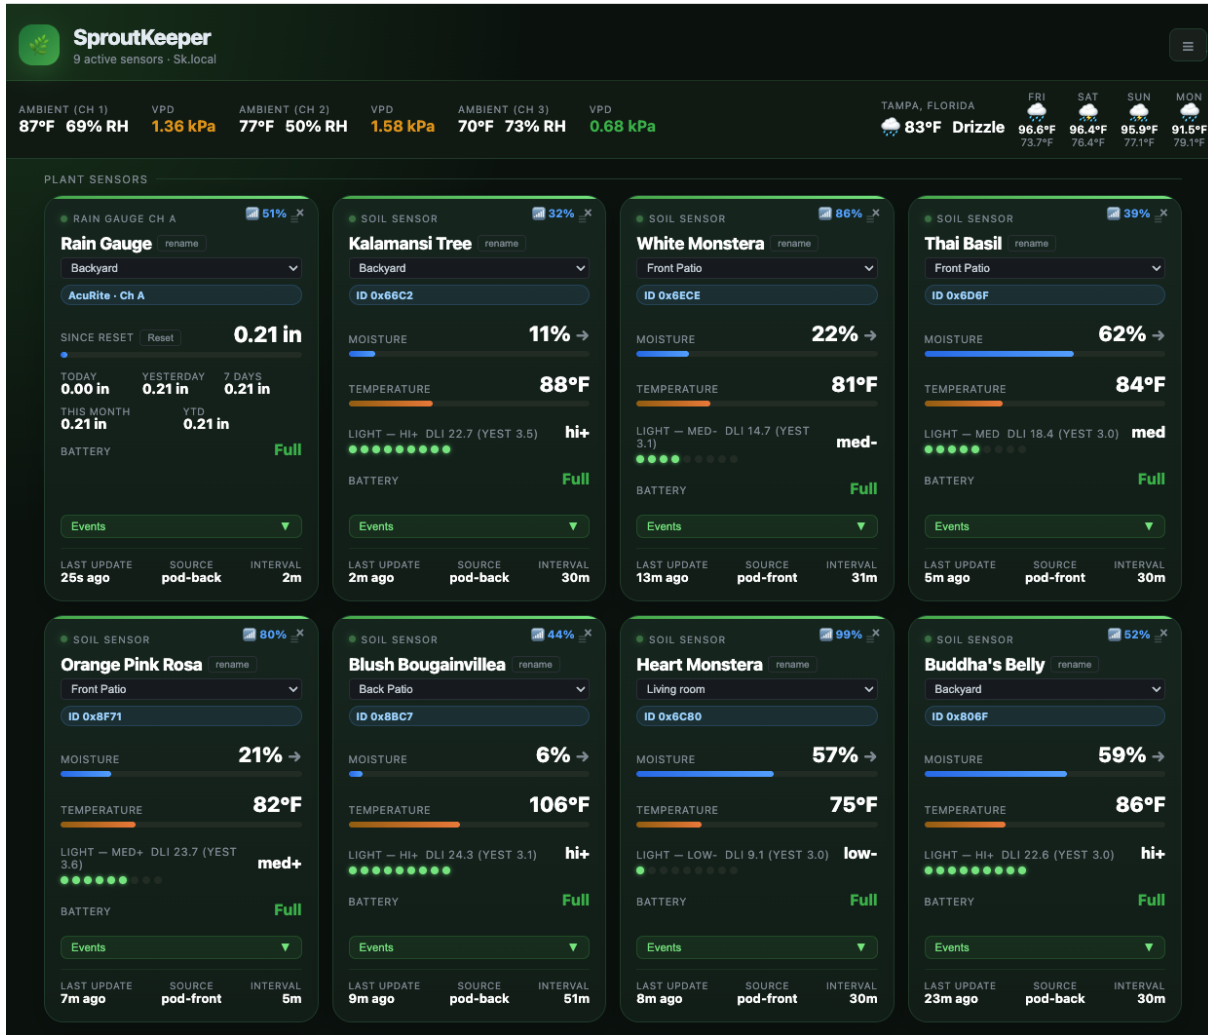 SproutKeeper
9 active sensors · Sk.local
AMBIENT (CH 1) VPD AMBIENT (CH 2) VPD AMBIENT (CH 3) VPD
87°F 69% RH 1.36 kPa 77°F 50% RH 1.58 kPa 70°F 73% RH 0.68 kPa
TAMPA, FLORIDA
83°F Drizzle
FRI SAT SUN MON
96.6°F 96.4°F 95.9°F 91.5°F
73.7°F 76.4°F 77.1°F 79.1°F
PLANT SENSORS
RAIN GAUGE CH A 51% ×
Rain Gauge rename
Backyard
AcuRite · Ch A
SINCE RESET Reset 0.21 in
TODAY YESTERDAY 7 DAYS
0.00 in 0.21 in 0.21 in
THIS MONTH YTD
0.21 in 0.21 in
BATTERY Full
Events ▼
LAST UPDATE SOURCE INTERVAL
25s ago pod-back 2m
SOIL SENSOR 32% ×
Kalamansi Tree rename
Backyard
ID 0x66C2
MOISTURE 11% →
TEMPERATURE 88°F
LIGHT — HI+ DLI 22.7 (YEST 3.5) hi+
BATTERY Full
Events ▼
LAST UPDATE SOURCE INTERVAL
2m ago pod-back 30m
SOIL SENSOR 86% ×
White Monstera rename
Front Patio
ID 0x6ECE
MOISTURE 22% →
TEMPERATURE 81°F
LIGHT — MED- DLI 14.7 (YEST
3.1) med-
BATTERY Full
Events ▼
LAST UPDATE SOURCE INTERVAL
13m ago pod-front 31m
SOIL SENSOR 39% ×
Thai Basil rename
Front Patio
ID 0x6D6F
MOISTURE 62% →
TEMPERATURE 84°F
LIGHT — MED DLI 18.4 (YEST 3.0) med
BATTERY Full
Events ▼
LAST UPDATE SOURCE INTERVAL
5m ago pod-front 30m
SOIL SENSOR 80% ×
Orange Pink Rosa rename
Front Patio
ID 0x8F71
MOISTURE 21% →
TEMPERATURE 82°F
LIGHT — MED+ DLI 23.7 (YEST
3.6) med+
BATTERY Full
Events ▼
LAST UPDATE SOURCE INTERVAL
7m ago pod-front 5m
SOIL SENSOR 44% ×
Blush Bougainvillea rename
Back Patio
ID 0x8BC7
MOISTURE 6% →
TEMPERATURE 106°F
LIGHT — HI+ DLI 24.3 (YEST 3.1) hi+
BATTERY Full
Events ▼
LAST UPDATE SOURCE INTERVAL
9m ago pod-back 51m
SOIL SENSOR 99% ×
Heart Monstera rename
Living room
ID 0x6C80
MOISTURE 57% →
TEMPERATURE 75°F
LIGHT — LOW- DLI 9.1 (YEST 3.0) low-
BATTERY Full
Events ▼
LAST UPDATE SOURCE INTERVAL
8m ago pod-front 30m
SOIL SENSOR 52% ×
Buddha's Belly rename
Backyard
ID 0x806F
MOISTURE 59% →
TEMPERATURE 86°F
LIGHT — HI+ DLI 22.6 (YEST 3.0) hi+
BATTERY Full
Events ▼
LAST UPDATE SOURCE INTERVAL
23m ago pod-back 30m